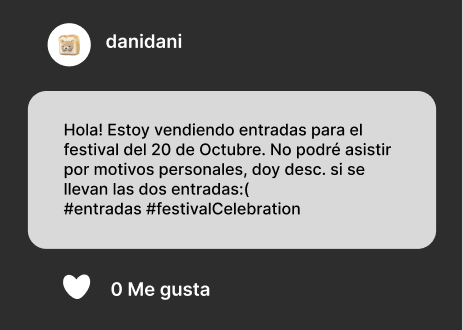 danidani
Hola! Estoy vendiendo entradas para el
festival del 20 de Octubre. No podré asistir
por motivos personales, doy desc. si se
llevan las dos entradas:(
#entradas #festivalCelebration
0 Me gusta